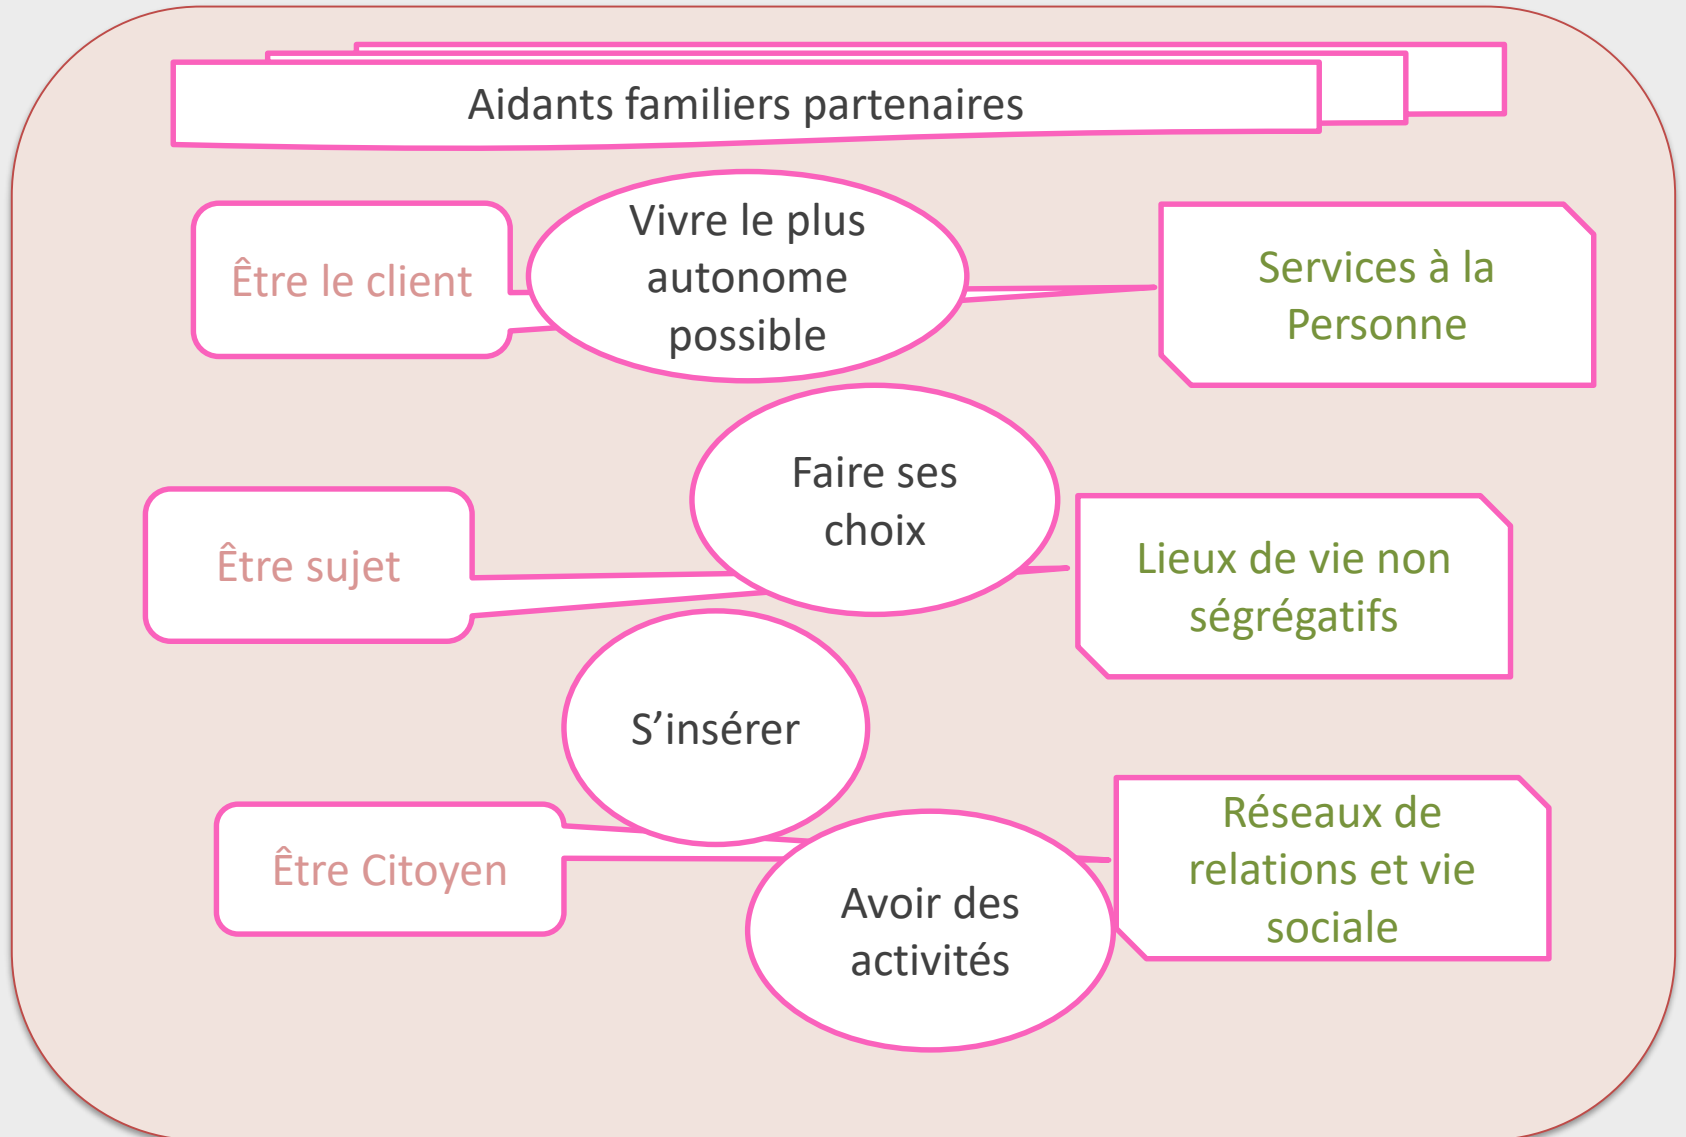 Aidants familiers partenaires
Être le client
Vivre le plus
autonome
possible
Services à la
Personne
Être sujet
Faire ses
choix
Lieux de vie non
ségrégatifs
S’insérer
Être Citoyen
Avoir des
activités
Réseaux de
relations et vie
sociale